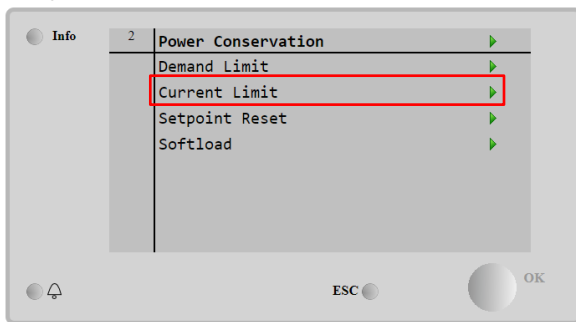 Info
2 Power Conservation
Demand Limit
Current Limit
Setpoint Reset
Softload
ESC
OK